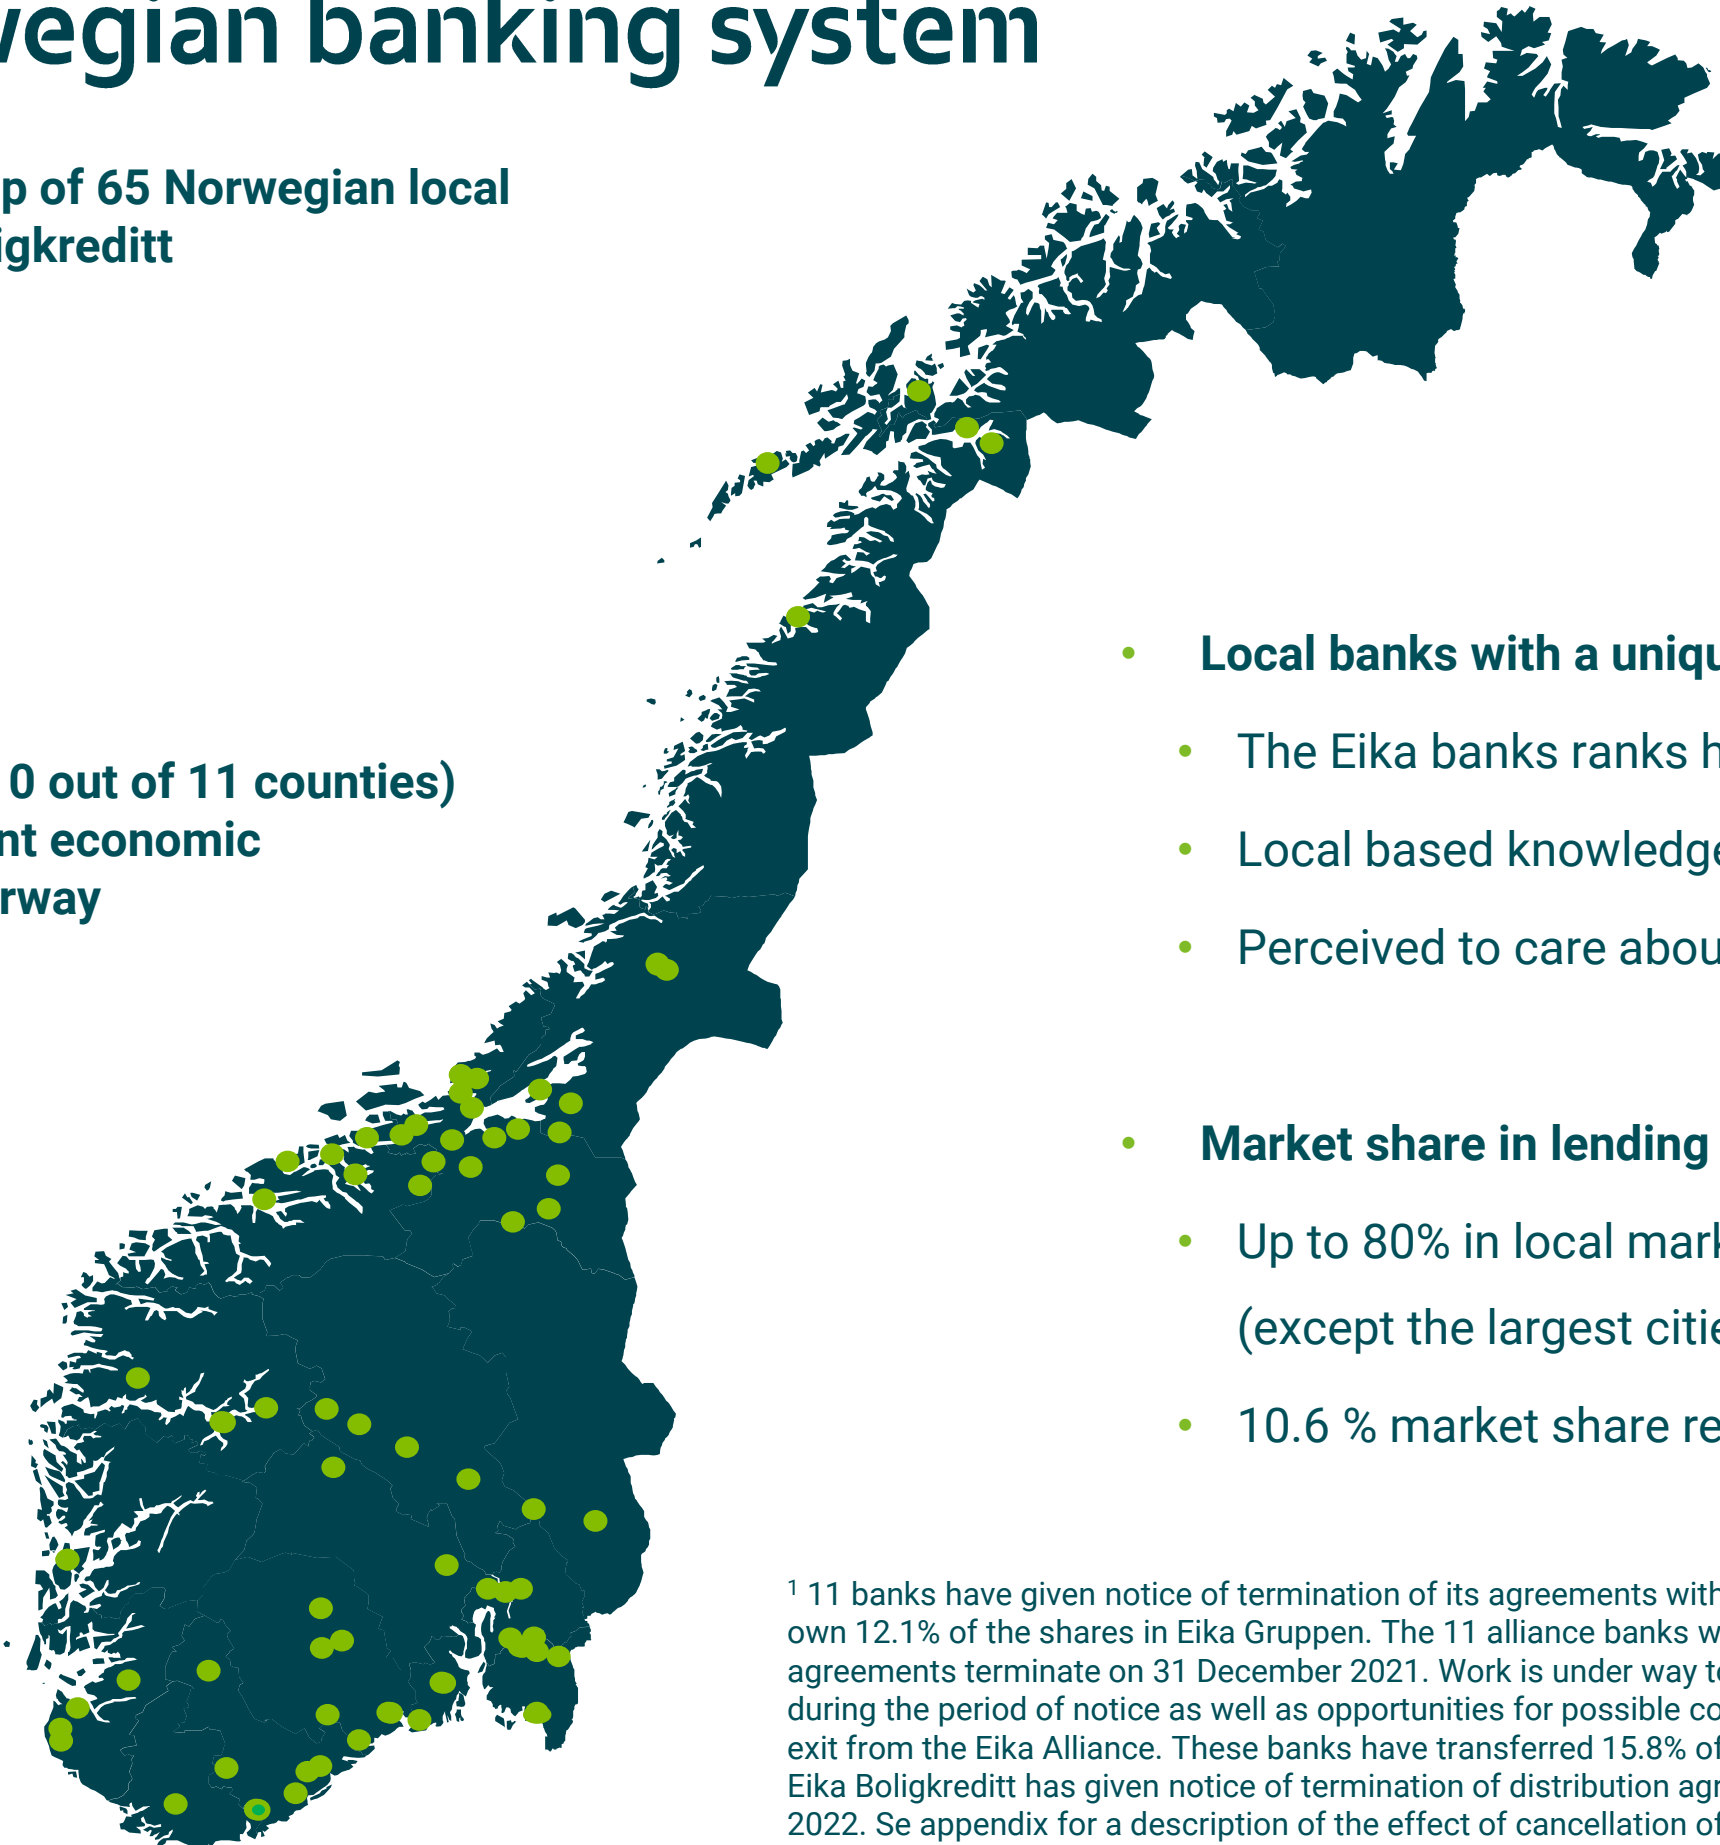 wegian banking system
p of 65 Norwegian local
igkreditt
0 out of 11 counties)
nt economic
rway
• Local banks with a uniqu
• The Eika banks ranks h
• Local based knowledge
• Perceived to care abou
• Market share in lending
• Up to 80% in local mark
(except the largest citie
• 10.6 % market share re
1 11 banks have given notice of termination of its agreements with
own 12.1% of the shares in Eika Gruppen. The 11 alliance banks w
agreements terminate on 31 December 2021. Work is under way to
during the period of notice as well as opportunities for possible co
exit from the Eika Alliance. These banks have transferred 15.8% of
Eika Boligkreditt has given notice of termination of distribution agr
2022. Se appendix for a description of the effect of cancellation of